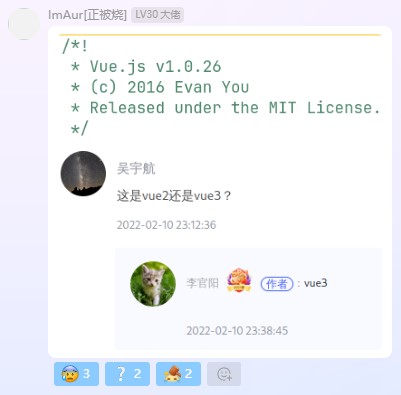 ImAur[正被烧] LV30 大佬
/*!
* Vue.js v1.0.26
* (c) 2016 Evan You
* Released under the MIT License.
*/
吴宇航
这是vue2还是vue3？
2022-02-10 23:12:36
李官阳 作者 : vue3
2022-02-10 23:38:45
3 ? 2 2